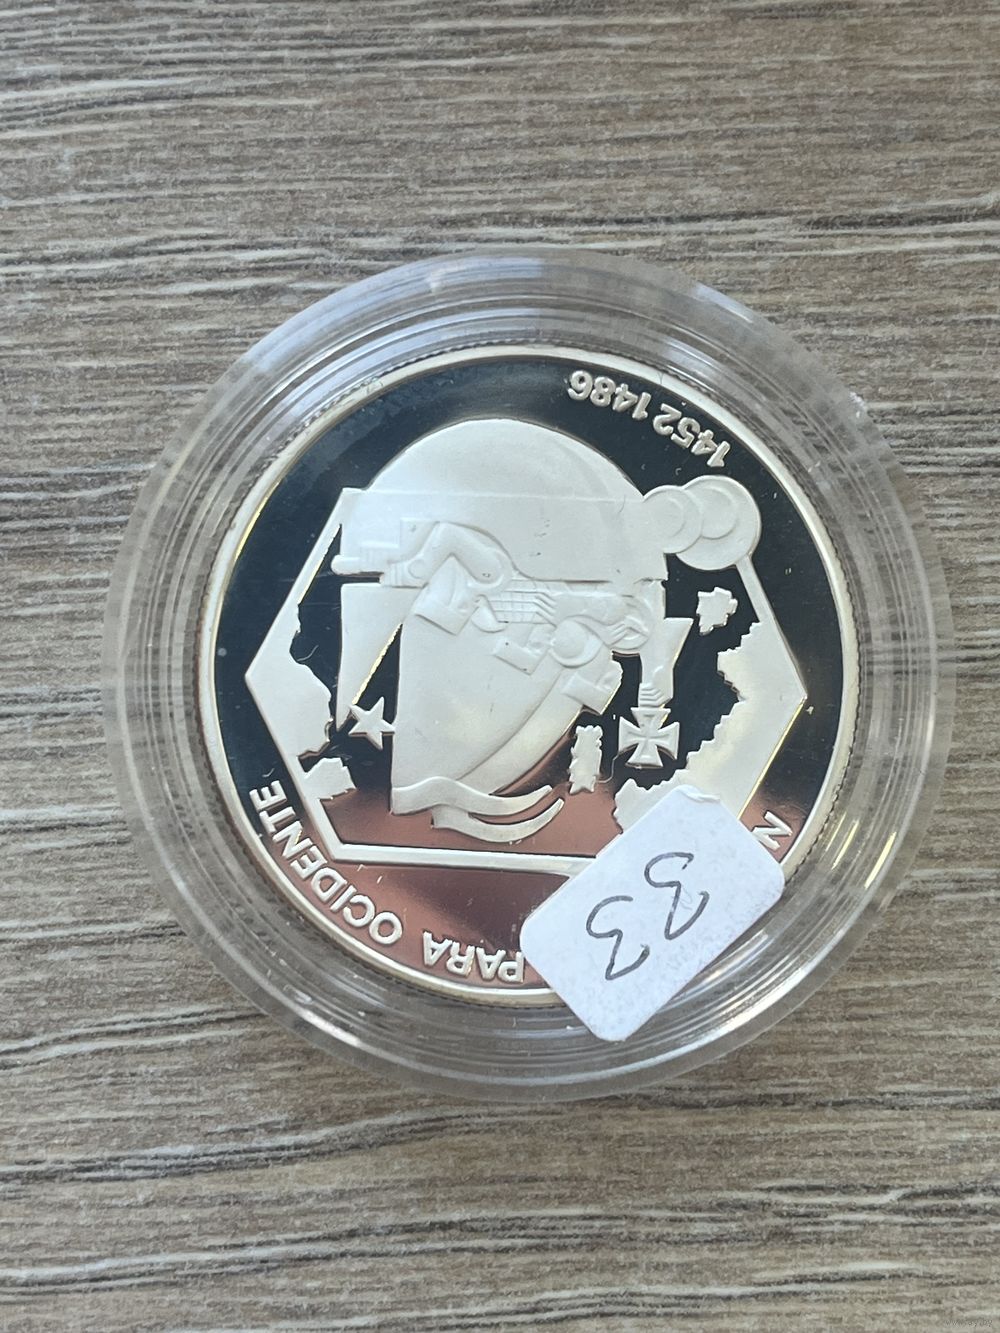 PARA OCIDENTE
1452 1486
33